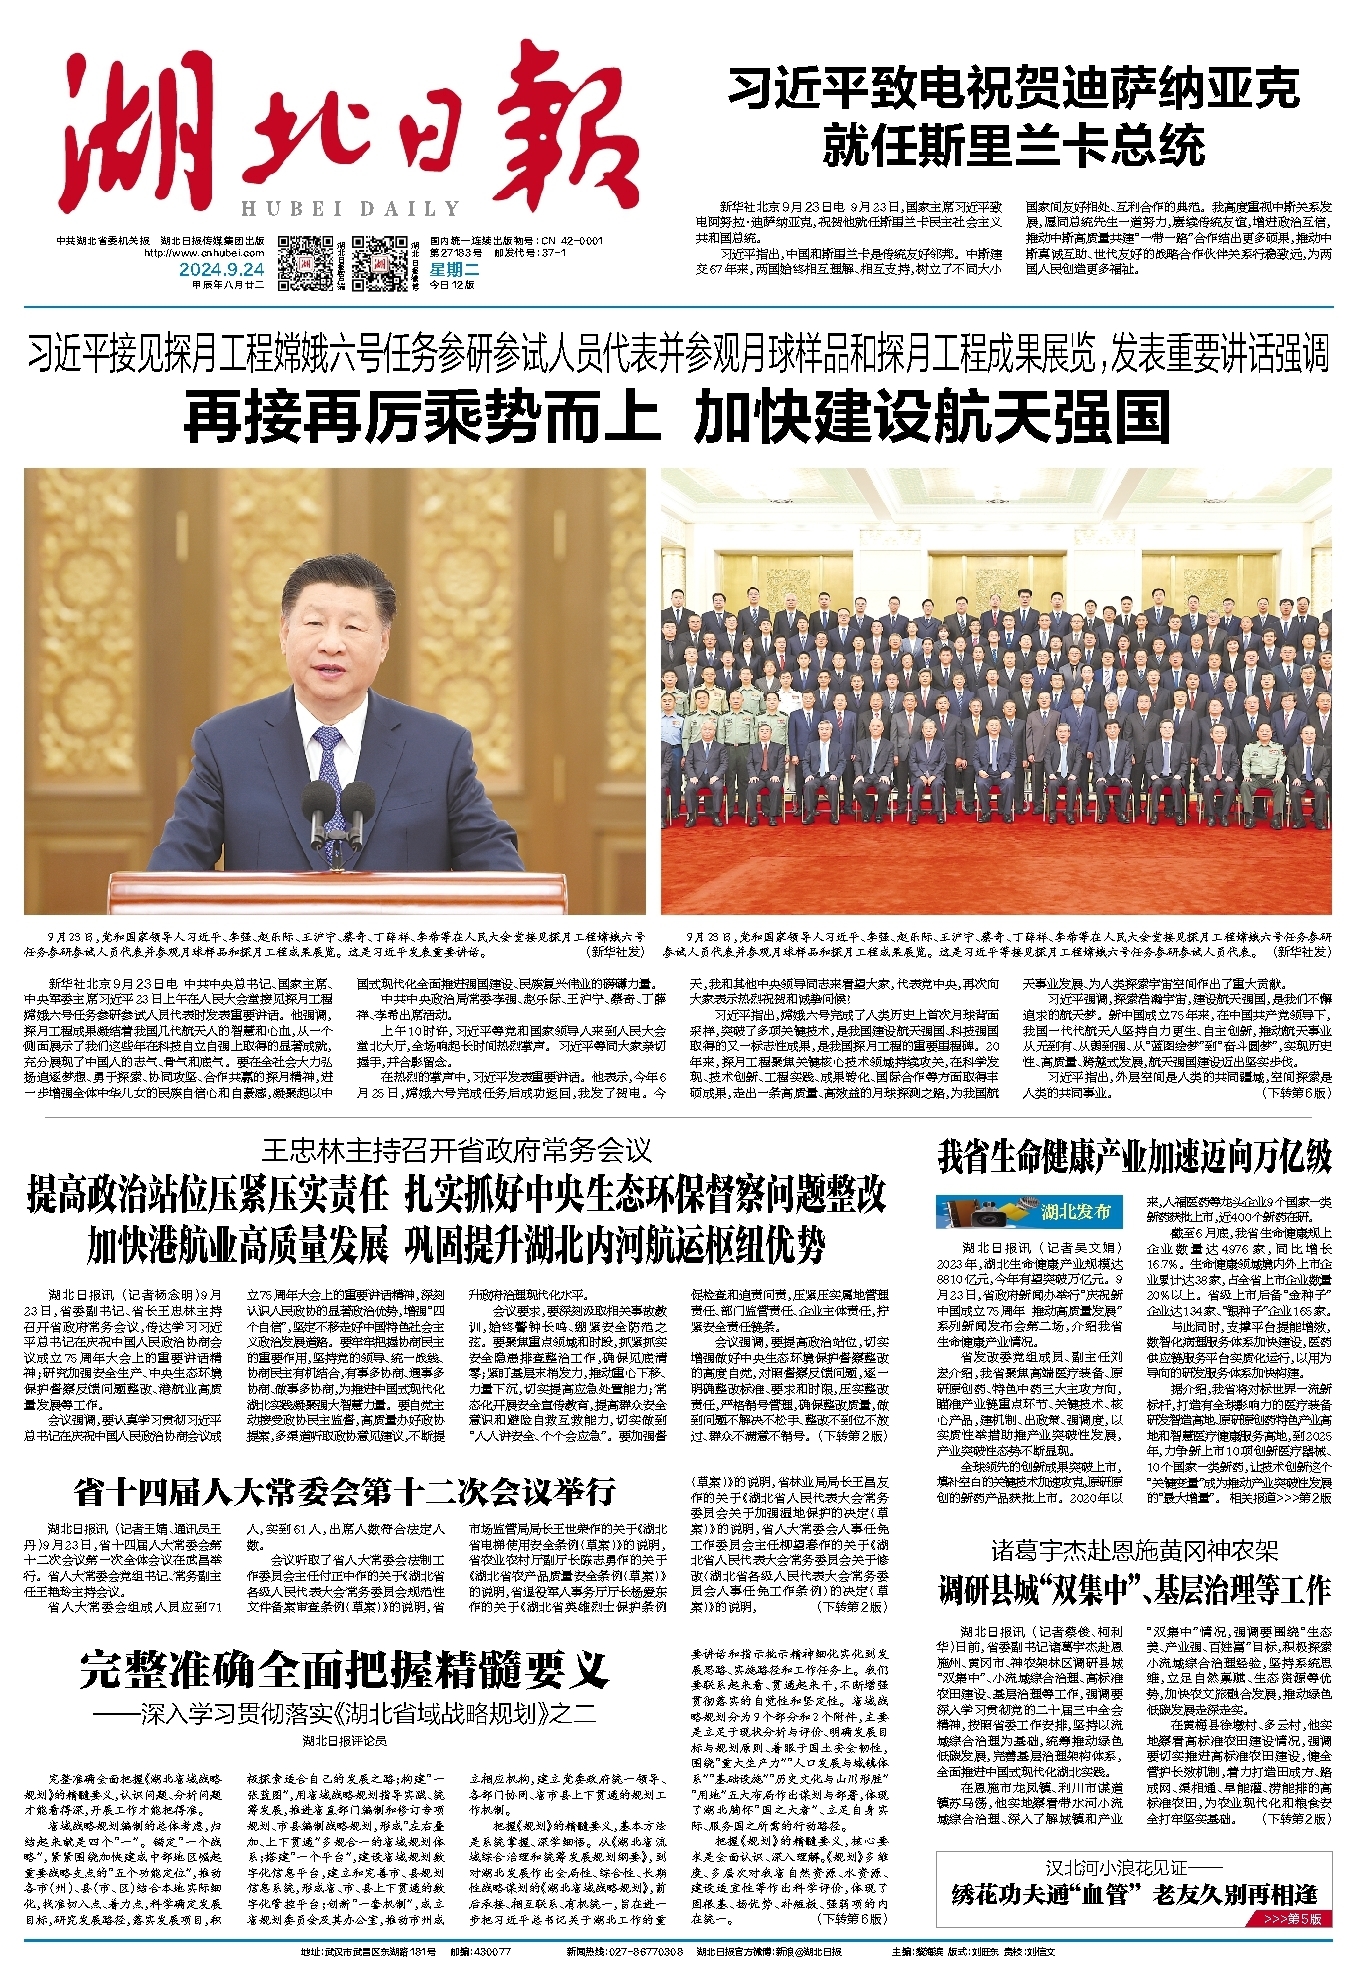 湖北日報
HUBEI DAILY
中共湖北省委机关报 湖北日报传媒集团出版
http://www.cnhubei.com
2024.9.24
甲辰年八月廿二
国内统一连续出版物号:CN 42-0001
第27183号 邮发代号:37-1
星期二
今日12版
习近平致电祝贺迪萨纳亚克
就任斯里兰卡总统
新华社北京9月23日电 9月23日,国家主席习近平致
电阿努拉·迪萨纳亚克,祝贺他就任斯里兰卡民主社会主义
共和国总统。
习近平指出,中国和斯里兰卡是传统友好邻邦。中斯建
交67年来,两国始终相互理解、相互支持,树立了不同大小
国家间友好相处、互利合作的典范。我高度重视中斯关系发
展,愿同总统先生一道努力,赓续传统友谊,增进政治互信,
推动中斯高质量共建“一带一路”合作结出更多硕果,推动中
斯真诚互助、世代友好的战略合作伙伴关系行稳致远,为两
国人民创造更多福祉。
习近平接见探月工程嫦娥六号任务参研参试人员代表并参观月球样品和探月工程成果展览,发表重要讲话强调
再接再厉乘势而上 加快建设航天强国
9月23日,党和国家领导人习近平、李强、赵乐际、王沪宁、蔡奇、丁薛祥、李希等在人民大会堂接见探月工程嫦娥六号
任务参研参试人员代表并参观月球样品和探月工程成果展览。这是习近平发表重要讲话。 (新华社发)
9月23日,党和国家领导人习近平、李强、赵乐际、王沪宁、蔡奇、丁薛祥、李希等在人民大会堂接见探月工程嫦娥六号任务参研
参试人员代表并参观月球样品和探月工程成果展览。这是习近平等接见探月工程嫦娥六号任务参研参试人员代表。 (新华社发)
新华社北京9月23日电 中共中央总书记、国家主席、
中央军委主席习近平23日上午在人民大会堂接见探月工程
嫦娥六号任务参研参试人员代表时发表重要讲话。他强调,
探月工程成果凝结着我国几代航天人的智慧和心血,从一个
侧面展示了我们这些年在科技自立自强上取得的显著成就,
充分展现了中国人的志气、骨气和底气。要在全社会大力弘
扬追逐梦想、勇于探索、协同攻坚、合作共赢的探月精神,进
一步增强全体中华儿女的民族自信心和自豪感,凝聚起以中
国式现代化全面推进强国建设、民族复兴伟业的磅礴力量。
中共中央政治局常委李强、赵乐际、王沪宁、蔡奇、丁薛
祥、李希出席活动。
上午10时许,习近平等党和国家领导人来到人民大会
堂北大厅,全场响起长时间热烈掌声。习近平等同大家亲切
握手,并合影留念。
在热烈的掌声中,习近平发表重要讲话。他表示,今年6
月25日,嫦娥六号完成任务后成功返回,我发了贺电。今
天,我和其他中央领导同志来看望大家,代表党中央,再次向
大家表示热烈祝贺和诚挚问候!
习近平指出,嫦娥六号完成了人类历史上首次月球背面
采样,突破了多项关键技术,是我国建设航天强国、科技强国
取得的又一标志性成果,是我国探月工程的重要里程碑。20
年来,探月工程聚焦关键核心技术领域持续攻关,在科学发
现、技术创新、工程实践、成果转化、国际合作等方面取得丰
硕成果,走出一条高质量、高效益的月球探测之路,为我国航
天事业发展、为人类探索宇宙空间作出了重大贡献。
习近平强调,探索浩瀚宇宙,建设航天强国,是我们不懈
追求的航天梦。新中国成立75年来,在中国共产党领导下,
我国一代代航天人坚持自力更生、自主创新,推动航天事业
从无到有、从弱到强、从“蓝图绘梦”到“奋斗圆梦”,实现历史
性、高质量、跨越式发展,航天强国建设迈出坚实步伐。
习近平指出,外层空间是人类的共同疆域,空间探索是
人类的共同事业。 (下转第6版)
王忠林主持召开省政府常务会议
提高政治站位压紧压实责任 扎实抓好中央生态环保督察问题整改
加快港航业高质量发展 巩固提升湖北内河航运枢纽优势
湖北日报讯 (记者杨念明)9月
23日,省委副书记、省长王忠林主持
召开省政府常务会议,传达学习习近
平总书记在庆祝中国人民政治协商会
议成立75周年大会上的重要讲话精
神;研究加强安全生产、中央生态环境
保护督察反馈问题整改、港航业高质
量发展等工作。
会议强调,要认真学习贯彻习近平
总书记在庆祝中国人民政治协商会议成
立75周年大会上的重要讲话精神,深刻
认识人民政协的显著政治优势,增强“四
个自信”,坚定不移走好中国特色社会主
义政治发展道路。要牢牢把握协商民主
的重要作用,坚持党的领导、统一战线、
协商民主有机结合,有事多协商、遇事多
协商、做事多协商,为推进中国式现代化
湖北实践凝聚强大智慧力量。要自觉主
动接受政协民主监督,高质量办好政协
提案,多渠道听取政协意见建议,不断提
升政府治理现代化水平。
会议要求,要深刻汲取相关事故教
训,始终警钟长鸣、绷紧安全防范之
弦。要聚焦重点领域和时段,抓紧抓实
安全隐患排查整治工作,确保见底清
零;紧盯基层末梢发力,推动重心下移、
力量下沉,切实提高应急处置能力;常
态化开展安全宣传教育,提高群众安全
意识和避险自救互救能力,切实做到
“人人讲安全、个个会应急”。要加强督
促检查和追责问责,压紧压实属地管理
责任、部门监管责任、企业主体责任,拧
紧安全责任链条。
会议强调,要提高政治站位,切实
增强做好中央生态环境保护督察整改
的高度自觉,对照督察反馈问题,逐一
明确整改标准、要求和时限,压实整改
责任,严格销号管理,确保整改质量,做
到问题不解决不松手、整改不到位不放
过、群众不满意不销号。(下转第2版)
省十四届人大常委会第十二次会议举行
湖北日报讯 (记者王婧、通讯员王
丹)9月23日,省十四届人大常委会第
十二次会议第一次全体会议在武昌举
行。省人大常委会党组书记、常务副主
任王艳玲主持会议。
省人大常委会组成人员应到71
人,实到61人,出席人数符合法定人
数。
会议听取了省人大常委会法制工
作委员会主任付正中作的关于《湖北省
各级人民代表大会常务委员会规范性
文件备案审查条例(草案)》的说明,省
市场监管局局长王世荣作的关于《湖北
省电梯使用安全条例(草案)》的说明,
省农业农村厅副厅长陈志勇作的关于
《湖北省农产品质量安全条例(草案)》
的说明,省退役军人事务厅厅长杨爱东
作的关于《湖北省英雄烈士保护条例
(草案)》的说明,省林业局局长王昌友
作的关于《湖北省人民代表大会常务
委员会关于加强湿地保护的决定(草
案)》的说明,省人大常委会人事任免
工作委员会主任柳望春作的关于《湖
北省人民代表大会常务委员会关于修
改〈湖北省各级人民代表大会常务委
员会人事任免工作条例〉的决定(草
案)》的说明。 (下转第2版)
完整准确全面把握精髓要义
——深入学习贯彻落实《湖北省域战略规划》之二
湖北日报评论员
完整准确全面把握《湖北省域战略
规划》的精髓要义,认识问题、分析问题
才能看得深,开展工作才能把得准。
省域战略规划编制的总体考虑,归
结起来就是四个“一”。锚定“一个战
略”,紧紧围绕加快建成中部地区崛起
重要战略支点的“五个功能定位”,推动
各市(州)、县(市、区)结合本地实际细
化,找准切入点、着力点,科学确定发展
目标,研究发展路径,落实发展项目,积
极探索适合自己的发展之路;构建“一
张蓝图”,用省域战略规划指导实践、统
筹发展,推进省直部门编制和修订专项
规划、市县编制战略规划,形成“左右叠
加、上下贯通”多规合一的省域规划体
系;搭建“一个平台”,建设省域规划数
字化信息平台,建立和完善市、县规划
信息系统,形成省、市、县上下贯通的数
字化管控平台;创新“一套机制”,成立
省规划委员会及其办公室,推动市州成
立相应机构,建立党委政府统一领导、
各部门协同、省市县上下贯通的规划工
作机制。
把握《规划》的精髓要义,基本方法
是系统掌握、深学细悟。从《湖北省流
域综合治理和统筹发展规划纲要》,到
对湖北发展作出全局性、综合性、长期
性战略谋划的《湖北省域战略规划》,前
后承接、相互联系、有机统一,旨在进一
步把习近平总书记关于湖北工作的重
要讲话和指示批示精神细化实化到发
展思路、实施路径和工作任务上。我们
要联系起来看、贯通起来干,不断增强
贯彻落实的自觉性和坚定性。省域战
略规划分为9个部分和2个附件,主要
是立足于现状分析与评价、明确发展目
标与规划原则、着眼于国土安全韧性,
围绕“重大生产力”“人口发展与城镇体
系”“基础设施”“历史文化与山川形胜”
“用地”五大布局作出谋划与部署,体现
了湖北胸怀“国之大者”、立足自身实
际、服务国之所需的行动路径。
把握《规划》的精髓要义,核心要
求是全面认识、深入理解。《规划》多维
度、多层次对我省自然资源、水资源、
建设适宜性等作出科学评价,体现了
固根基、扬优势、补短板、强弱项的内
在统一。 (下转第6版)
我省生命健康产业加速迈向万亿级
湖北发布
湖北日报讯 (记者吴文娟)
2023年,湖北生命健康产业规模达
8810亿元,今年有望突破万亿元。9
月23日,省政府新闻办举行“庆祝新
中国成立75周年 推动高质量发展”
系列新闻发布会第二场,介绍我省
生命健康产业情况。
省发改委党组成员、副主任刘
宏介绍,我省聚焦高端医疗装备、原
研原创药、特色中药三大主攻方向,
瞄准产业链重点环节、关键技术、核
心产品,建机制、出政策、强调度,以
实质性举措助推产业突破性发展,
产业突破性态势不断显现。
全球领先的创新成果突破上市,
填补空白的关键技术加速攻克,原研原
创的新药产品获批上市。2020年以
来,人福医药等龙头企业9个国家一类
新药获批上市,近400个新药在研。
截至6月底,我省生命健康规上
企业数量达4976家,同比增长
16.7%。生命健康领域境内外上市企
业累计达38家,占全省上市企业数量
20%以上。省级上市后备“金种子”
企业达134家、“银种子”企业165家。
与此同时,支撑平台提能增效,
数智化病理服务体系加快建设,医药
供应链服务平台实质化运行,以用为
导向的研发服务体系加快构建。
据介绍,我省将对标世界一流新
标杆,打造有全球影响力的医疗装备
研发智造高地、原研原创药特色产业高
地和智慧医疗健康服务高地,到2025
年,力争新上市10项创新医疗器械、
10个国家一类新药,让技术创新这个
“关键变量”成为推动产业突破性发展
的“最大增量”。 相关报道>>>第2版
诸葛宇杰赴恩施黄冈神农架
调研县城“双集中”、基层治理等工作
湖北日报讯 (记者蔡俊、柯利
华)日前,省委副书记诸葛宇杰赴恩
施州、黄冈市、神农架林区调研县城
“双集中”、小流域综合治理、高标准
农田建设、基层治理等工作,强调要
深入学习贯彻党的二十届三中全会
精神,按照省委工作安排,坚持以流
域综合治理为基础,统筹推动绿色
低碳发展,完善基层治理架构体系,
全面推进中国式现代化湖北实践。
在恩施市龙凤镇、利川市谋道
镇苏马荡,他实地察看带水河小流
域综合治理、深入了解城镇和产业
“双集中”情况,强调要围绕“生态
美、产业强、百姓富”目标,积极探索
小流域综合治理经验,坚持系统思
维,立足自然禀赋、生态资源等优
势,加快农文旅融合发展,推动绿色
低碳发展走深走实。
在黄梅县徐墩村、多云村,他实
地察看高标准农田建设情况,强调
要切实推进高标准农田建设,健全
管护长效机制,着力打造田成方、路
成网、渠相通、旱能灌、涝能排的高
标准农田,为农业现代化和粮食安
全打牢坚实基础。 (下转第2版)
汉北河小浪花见证——
绣花功夫通“血管” 老友久别再相逢
>>>第5版
地址:武汉市武昌区东湖路181号 邮编:430077 新闻热线:027-86770308 湖北日报官方微博:新浪@湖北日报 主编:黎海滨 版式:刘旺东 责校:刘信文